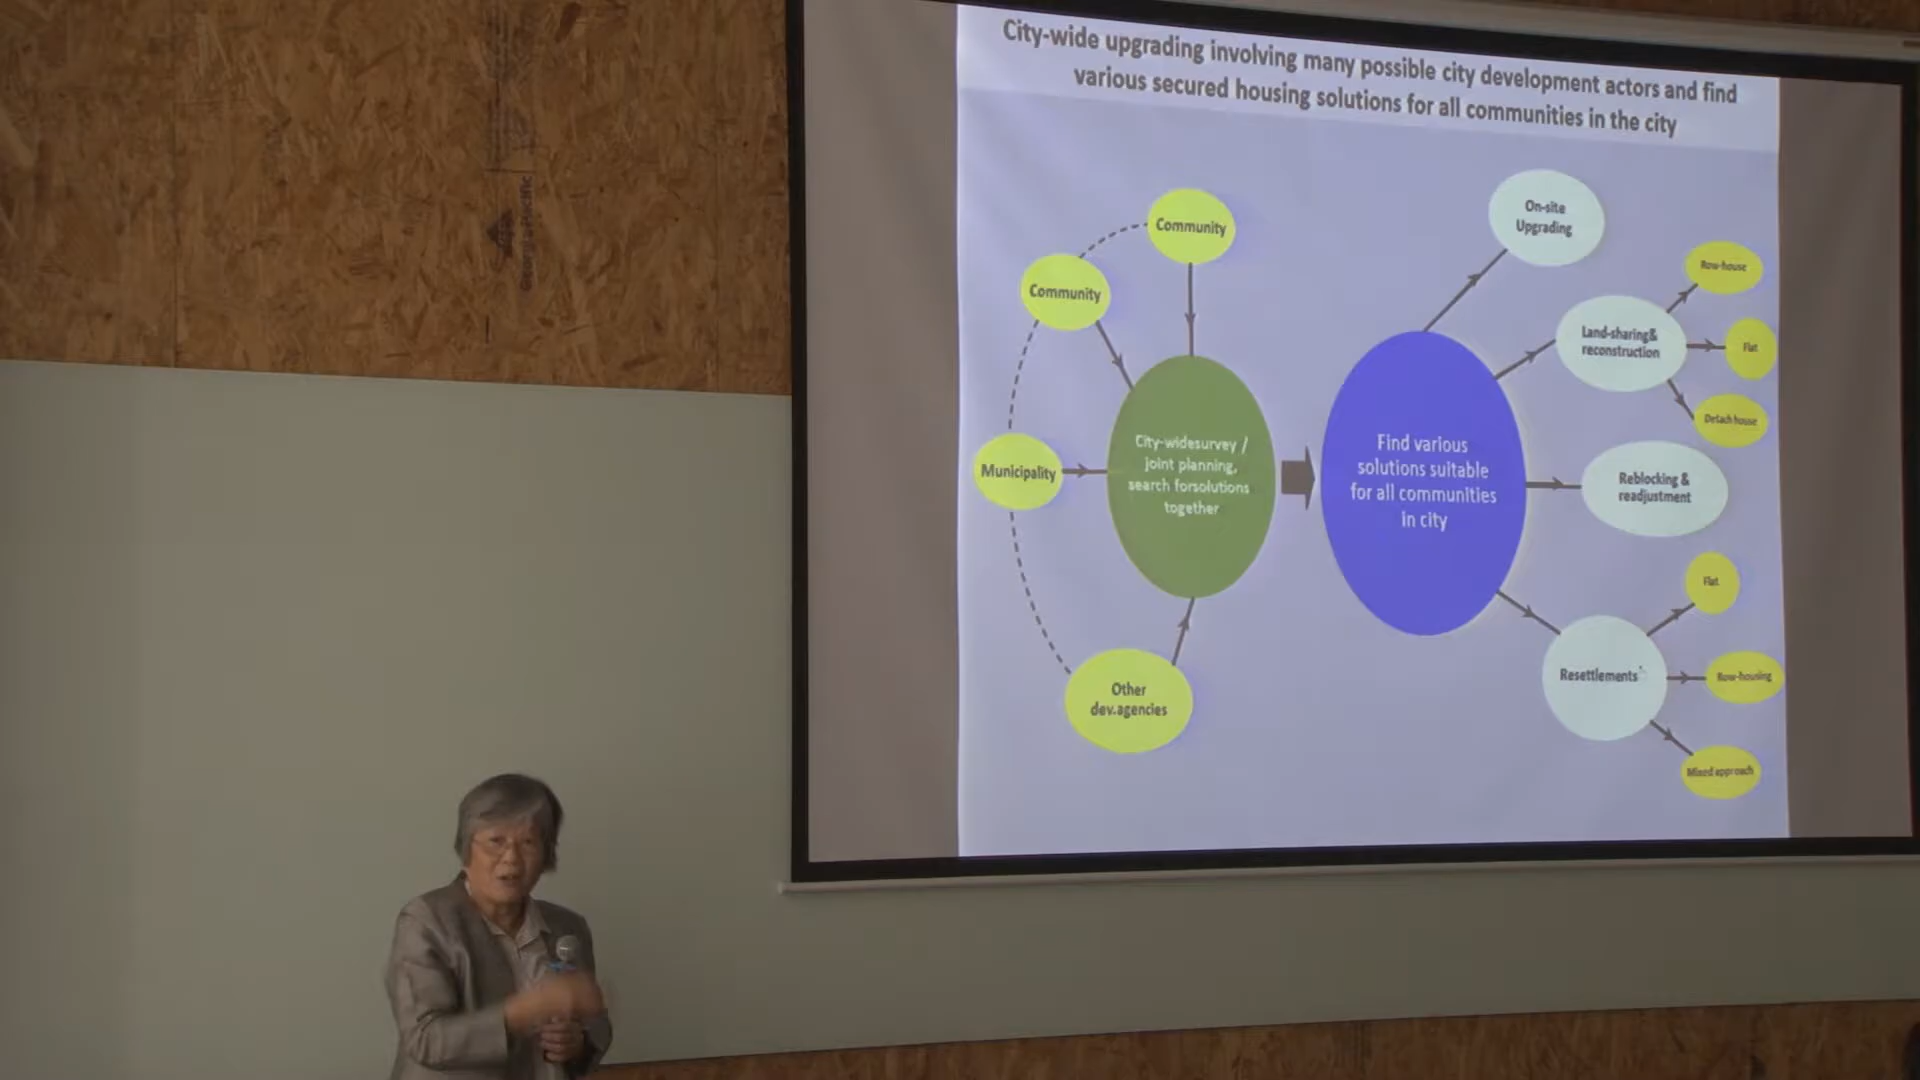 City-wide upgrading involving many possible city development actors and find
various secured housing solutions for all communities in the city
Community
Community
Municipality
Other
dev.agencies
City-widesurvey /
joint planning,
search forsolutions
together
Find various
solutions suitable
for all communities
in city
On-site
Upgrading
Land-sharing&
reconstruction
Row-house
Flat
Detach house
Reblocking &
readjustment
Resettlements
Flat
Row-housing
Mixed approach
Georgia-Pacific